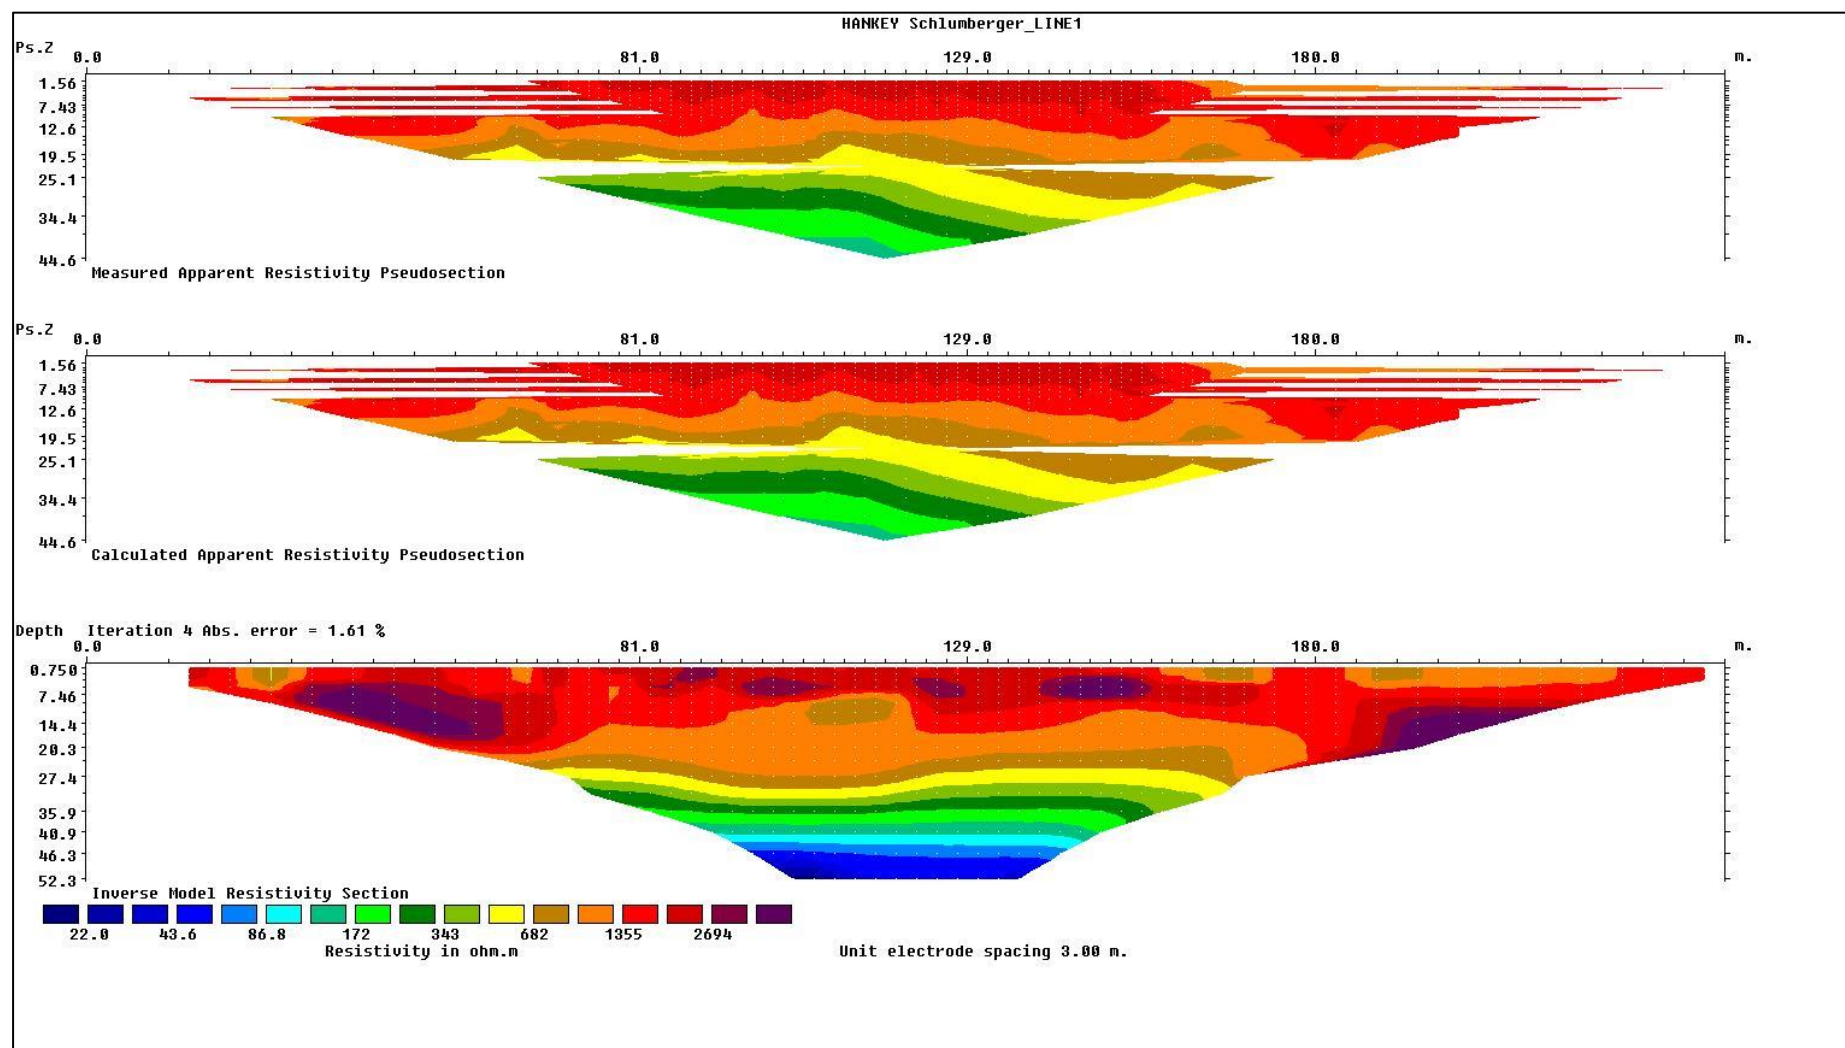 HANKEY Schlumberger_LINE1
Ps.Z 0.0 81.0 129.0 180.0 m.
1.56
7.43
12.6
19.5
25.1
34.4
44.6
Measured Apparent Resistivity Pseudosection
Ps.Z 0.0 81.0 129.0 180.0 m.
1.56
7.43
12.6
19.5
25.1
34.4
44.6
Calculated Apparent Resistivity Pseudosection
Depth Iteration 4 Abs. error = 1.61 %
0.0 81.0 129.0 180.0 m.
0.750
7.46
14.4
20.3
27.4
35.9
40.9
46.3
52.3
Inverse Model Resistivity Section
22.0 43.6 86.8 172 343 682 1355 2694
Resistivity in ohm.m Unit electrode spacing 3.00 m.